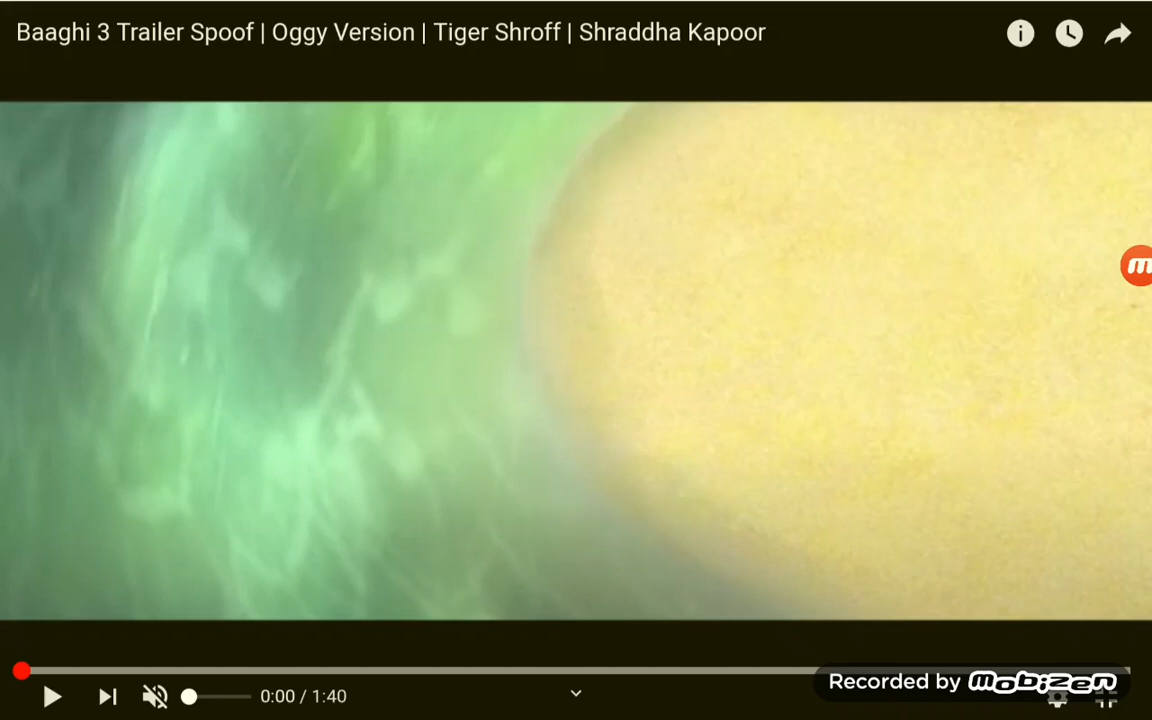 Baaghi 3 Trailer Spoof | Oggy Version | Tiger Shroff | Shraddha Kapoor
0:00 / 1:40
Recorded by mobizen